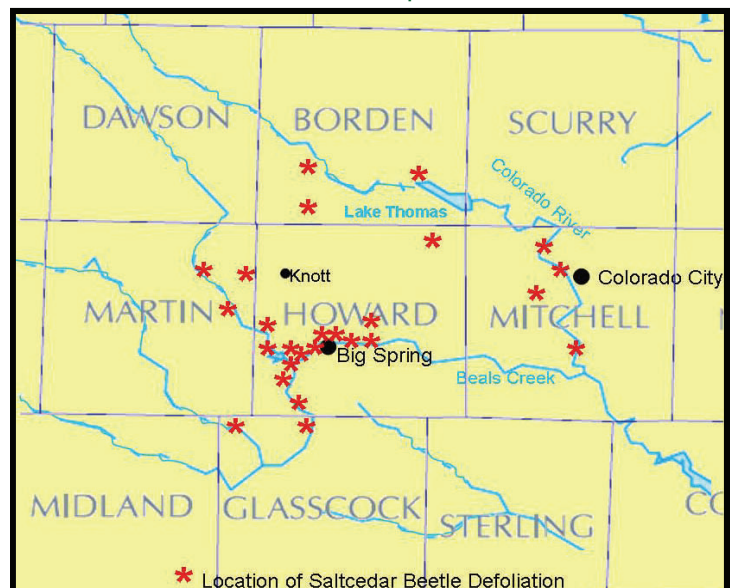 DAWSON
BORDEN
SCURRY
Colorado River
Lake Thomas
Knott
Colorado City
MARTIN
HOWARD
MITCHELL
Big Spring
Beals Creek
MIDLAND
GLASSCOCK
STERLING
* Location of Saltcedar Beetle Defoliation